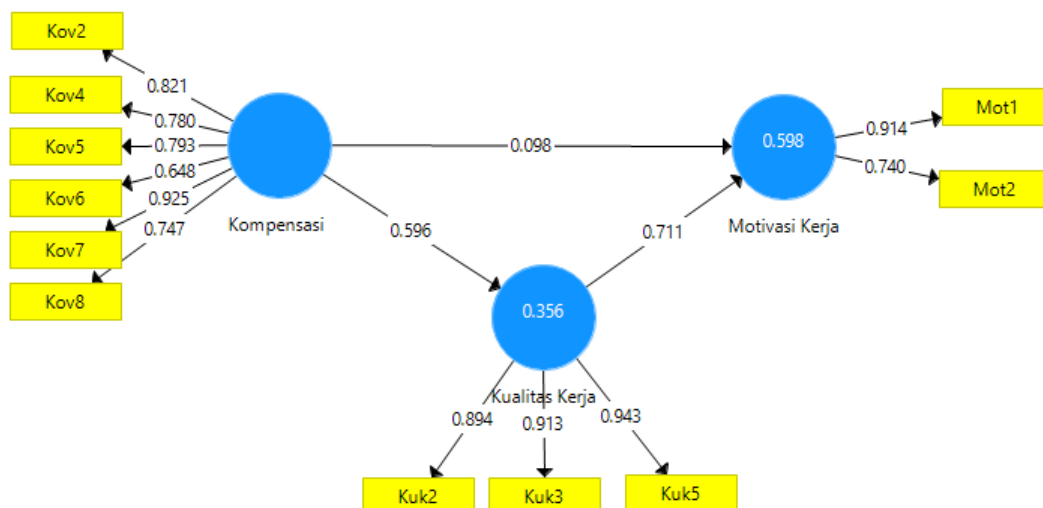 Kov2
0.821
Kov4
0.780
Kov5
0.793
Kov6
0.648
Kov7
0.925
Kov8
0.747
Kompensasi
0.098
0.596
0.598
Motivasi Kerja
0.914
Mot1
0.740
Mot2
0.711
0.356
Kualitas Kerja
0.894
0.913
0.943
Kuk2
Kuk3
Kuk5